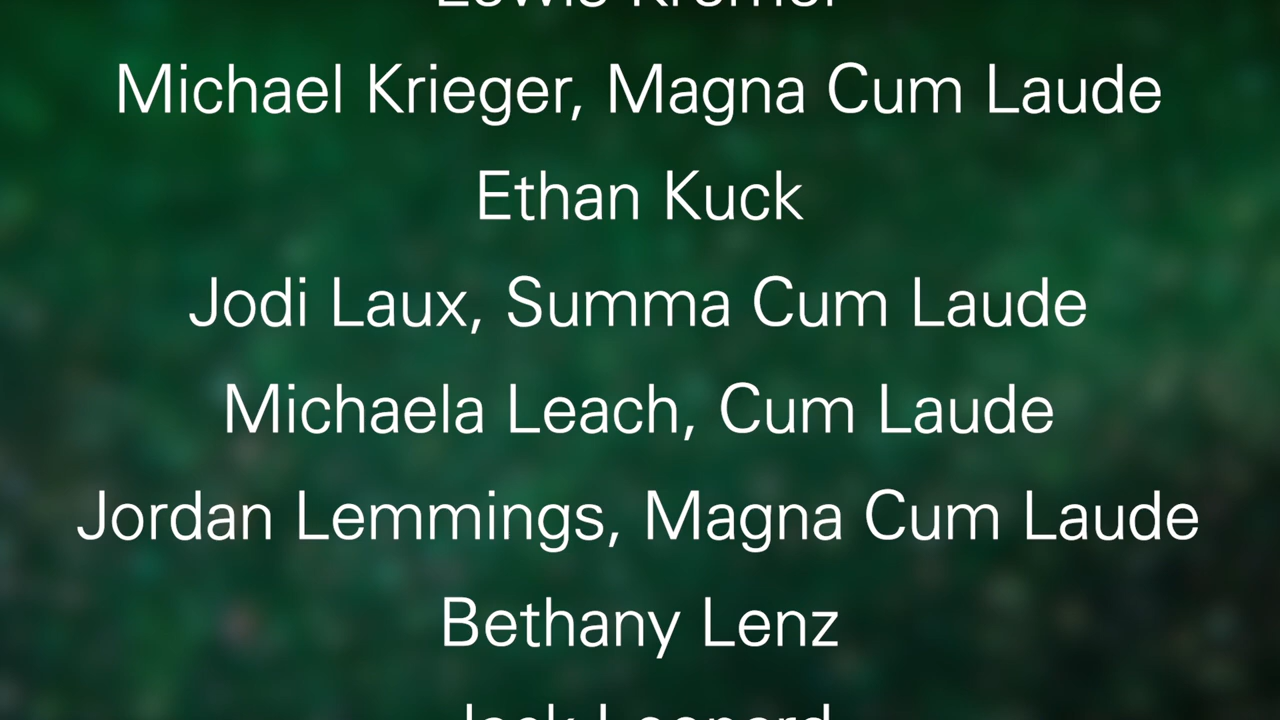 Michael Krieger, Magna Cum Laude
Ethan Kuck
Jodi Laux, Summa Cum Laude
Michaela Leach, Cum Laude
Jordan Lemmings, Magna Cum Laude
Bethany Lenz